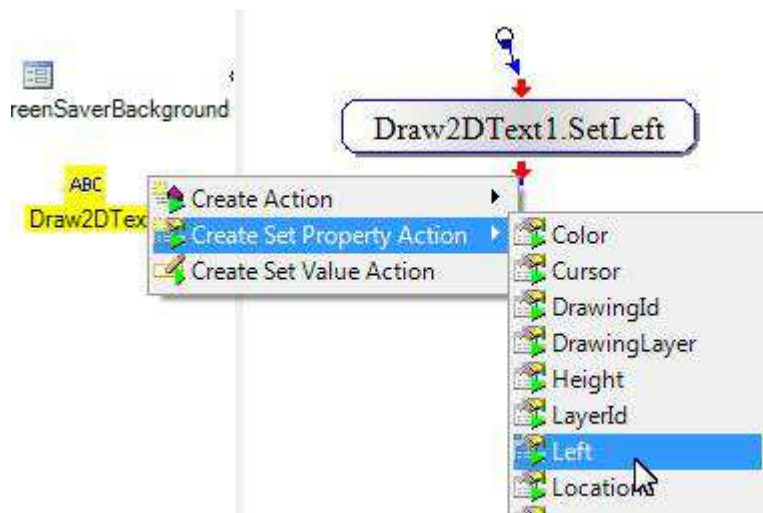 reenSaverBackground
Draw2DText1.SetLeft
ABC
Draw2DTex
Create Action
Create Set Property Action
Create Set Value Action
Color
Cursor
DrawingId
DrawingLayer
Height
LayerId
Left
Location